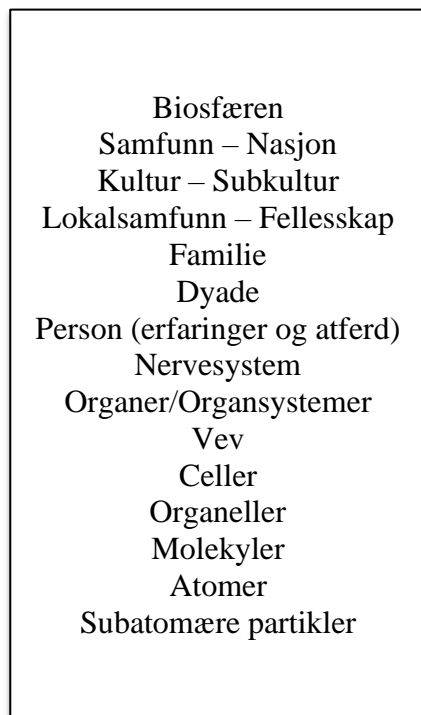 Biosfæren
Samfunn – Nasjon
Kultur – Subkultur
Lokalsamfunn – Fellesskap
Familie
Dyade
Person (erfaringer og atferd)
Nervesystem
Organer/Organsystemer
Vev
Celler
Organeller
Molekyler
Atomer
Subatomære partikler